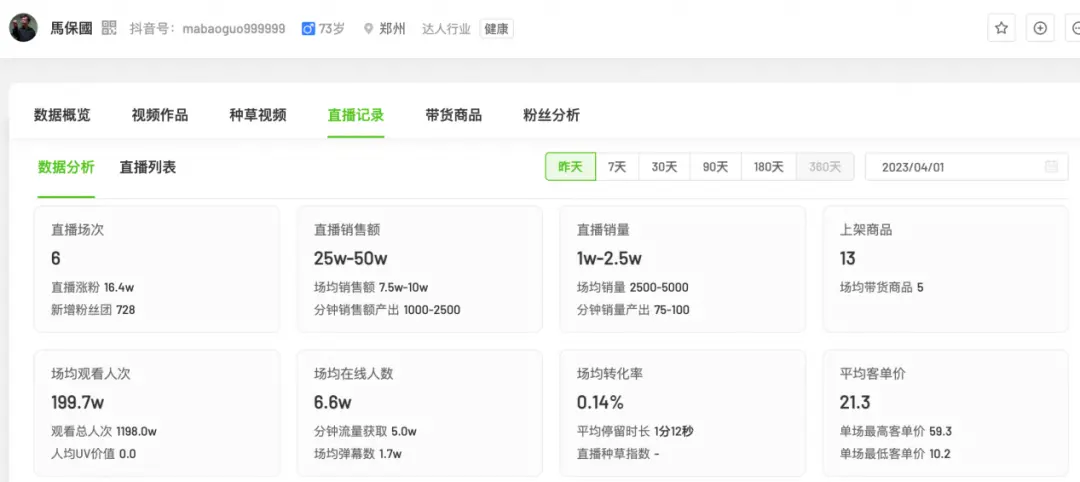 馬保國 抖音号：mabaoguo999999 73岁 郑州 达人行业 健康
数据概览 视频作品 种草视频 直播记录 带货商品 粉丝分析
数据分析 直播列表 昨天 7天 30天 90天 180天 360天 2023/04/01
直播场次
6
直播涨粉 16.4w
新增粉丝团 728
直播销售额
25w-50w
场均销售额 7.5w-10w
分钟销售额产出 1000-2500
直播销量
1w-2.5w
场均销量 2500-5000
分钟销量产出 75-100
上架商品
13
场均带货商品 5
场均观看人次
199.7w
观看总人次 1198.0w
人均UV价值 0.0
场均在线人数
6.6w
分钟流量获取 5.0w
场均弹幕数 1.7w
场均转化率
0.14%
平均停留时长 1分12秒
直播种草指数 -
平均客单价
21.3
单场最高客单价 59.3
单场最低客单价 10.2